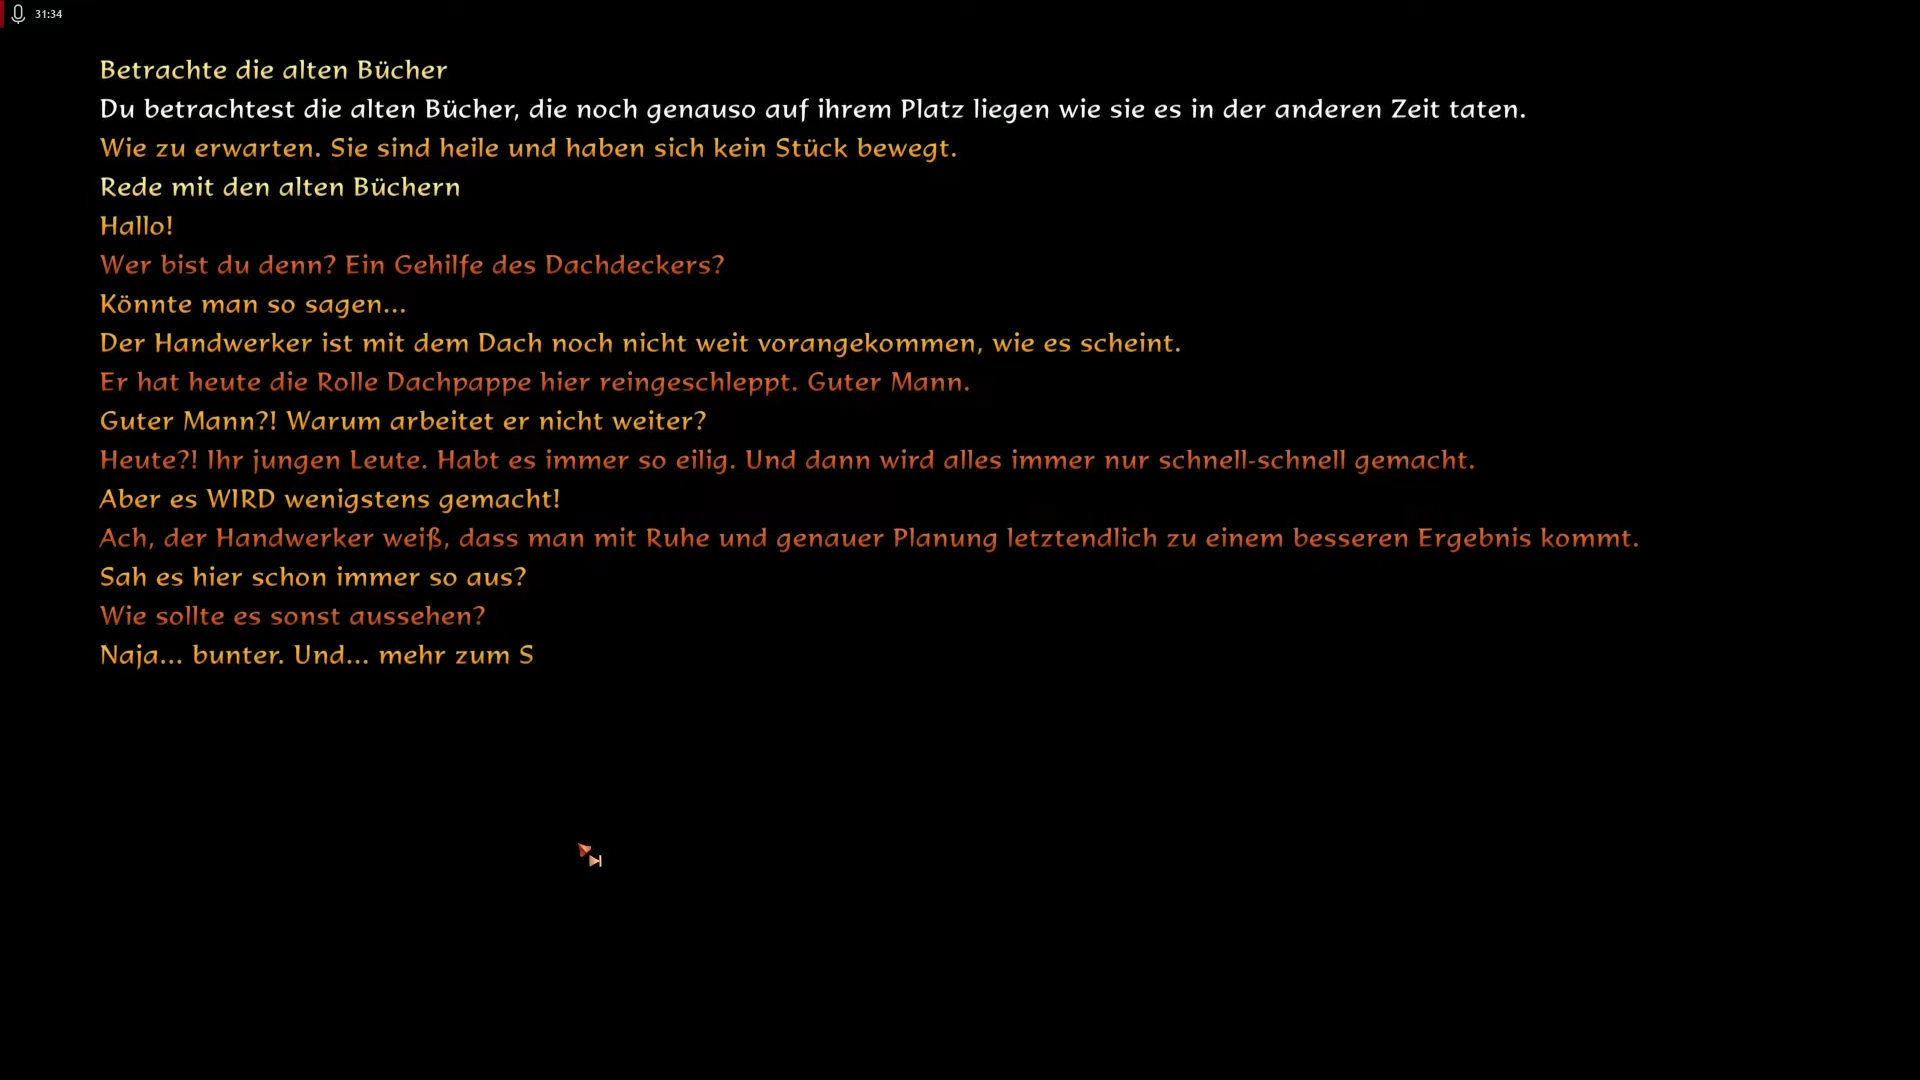 31:34
Betrachte die alten Bücher
Du betrachtest die alten Bücher, die noch genauso auf ihrem Platz liegen wie sie es in der anderen Zeit taten.
Wie zu erwarten. Sie sind heile und haben sich kein Stück bewegt.
Rede mit den alten Büchern
Hallo!
Wer bist du denn? Ein Gehilfe des Dachdeckers?
Könnte man so sagen...
Der Handwerker ist mit dem Dach noch nicht weit vorangekommen, wie es scheint.
Er hat heute die Rolle Dachpappe hier reingeschleppt. Guter Mann.
Guter Mann?! Warum arbeitet er nicht weiter?
Heute?! Ihr jungen Leute. Habt es immer so eilig. Und dann wird alles immer nur schnell-schnell gemacht.
Aber es WIRD wenigstens gemacht!
Ach, der Handwerker weiß, dass man mit Ruhe und genauer Planung letztendlich zu einem besseren Ergebnis kommt.
Sah es hier schon immer so aus?
Wie sollte es sonst aussehen?
Naja... bunter. Und... mehr zum S